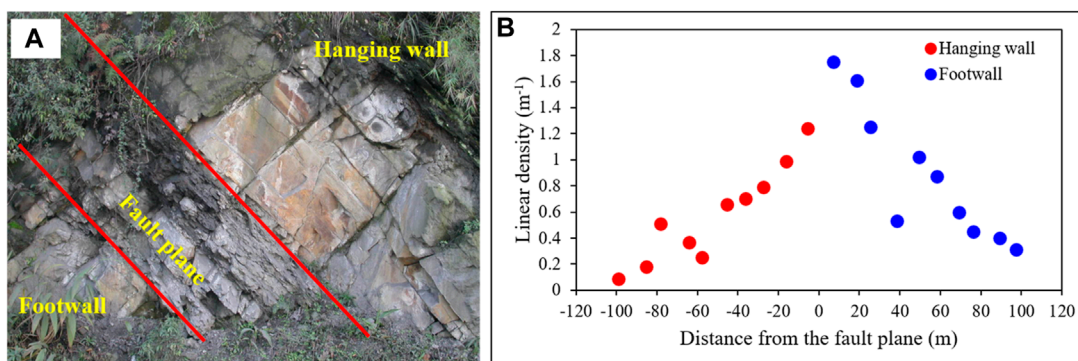 A
Hanging wall
Fault plane
Footwall
B
Linear density (m⁻¹)
2
1.8
1.6
1.4
1.2
1
0.8
0.6
0.4
0.2
0
-120 -100 -80 -60 -40 -20 0 20 40 60 80 100 120
Distance from the fault plane (m)
Hanging wall
Footwall